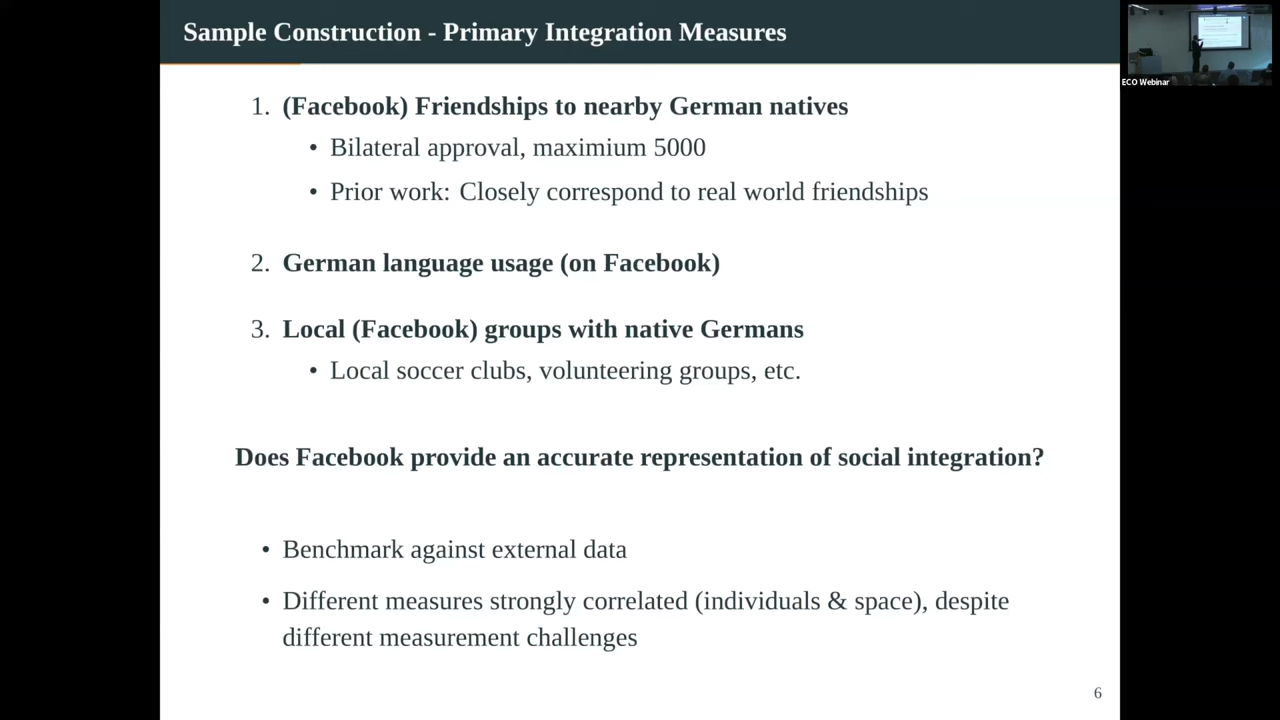 Sample Construction - Primary Integration Measures
ECO Webinar
1. (Facebook) Friendships to nearby German natives
• Bilateral approval, maximium 5000
• Prior work: Closely correspond to real world friendships
2. German language usage (on Facebook)
3. Local (Facebook) groups with native Germans
• Local soccer clubs, volunteering groups, etc.
Does Facebook provide an accurate representation of social integration?
• Benchmark against external data
• Different measures strongly correlated (individuals & space), despite
different measurement challenges
6